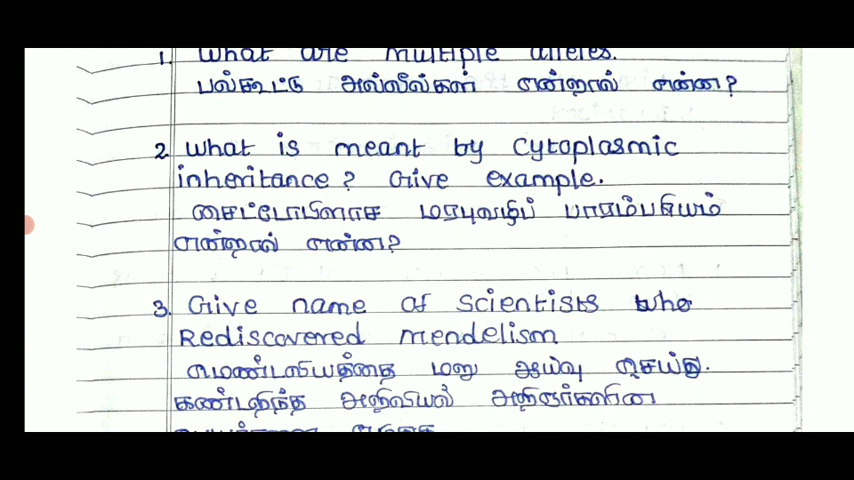 1. What are multiple alleles.
பல்கூட்டு அல்லீல்கள் என்றால் என்ன?
2 What is meant by Cytoplasmic
inheritance? Give example.
சைட்டோபிளாச மரபுவழிப் பாரம்பரியம்
என்றால் என்ன?
3. Give name of scientists who
Rediscovered mendelism
மெண்டலியத்தை மறு ஆய்வு செய்து.
கண்டறிந்த அறிவியல் அறிஞர்களின்